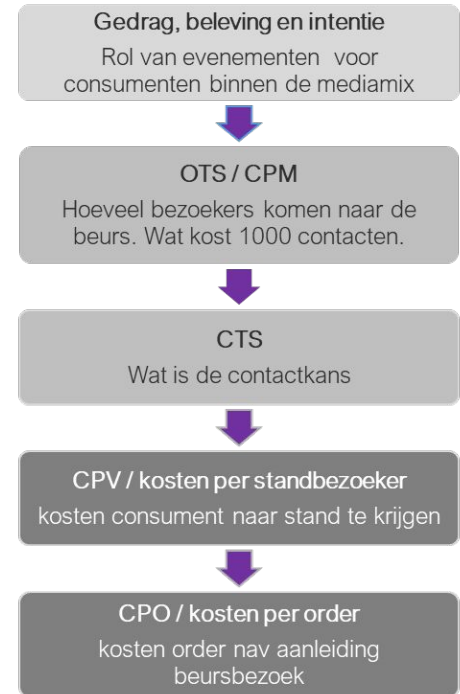 Gedrag, beleving en intentie
Rol van evenementen voor
consumenten binnen de mediamix
OTS / CPM
Hoeveel bezoekers komen naar de
beurs. Wat kost 1000 contacten.
CTS
Wat is de contactkans
CPV / kosten per standbezoeker
kosten consument naar stand te krijgen
CPO / kosten per order
kosten order nav aanleiding
beursbezoek